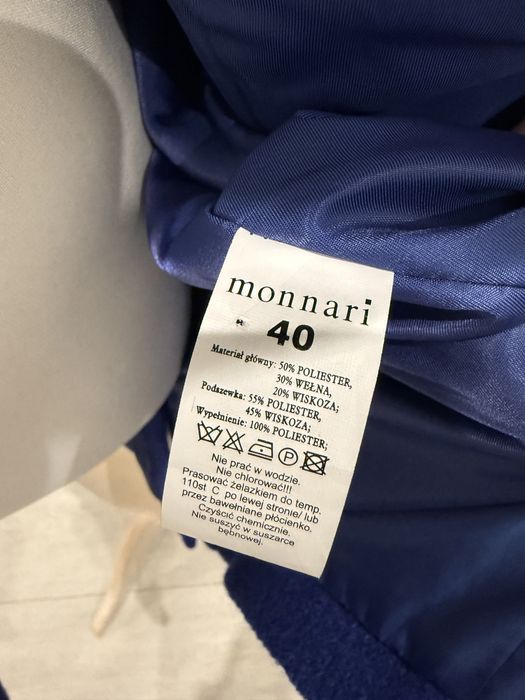 monnari
40
Materiał główny: 50% POLIESTER,
30% WEŁNA,
20% WISKOZA;
Podszewka: 55% POLIESTER,
45% WISKOZA;
Wypełnienie: 100% POLIESTER;
P
Nie prać w wodzie.
Nie chlorować!!!
Prasować żelazkiem do temp.
110st C po lewej stronie/ lub
przez bawełniane płócienko.
Czyścić chemicznie.
Nie suszyć w suszarce
bębnowej.